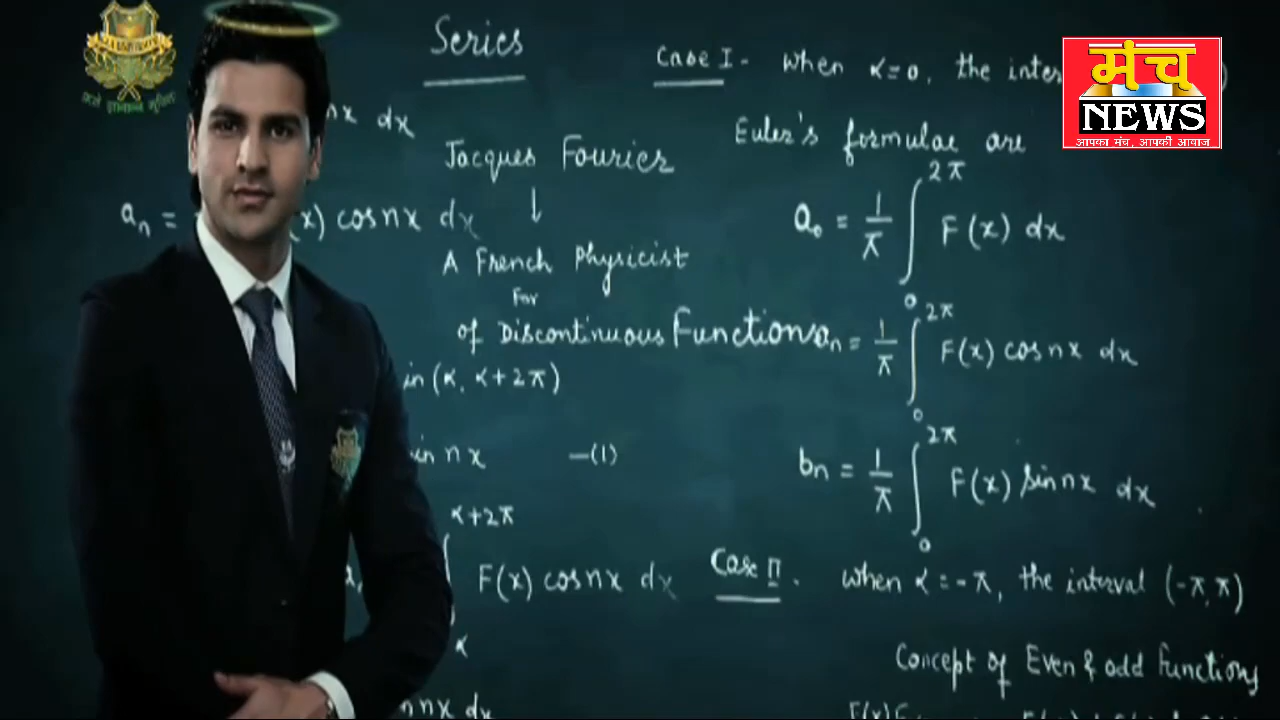 Series
nx dx
Jacques Fourier
↓
A French Physicist
For
of Discontinuous Functions
aₙ =
(x) cos nx dx
in (α, α+2π)
in nx —(1)
α+2π
F(x) cos nx dx
α
nx dx
Case I - when α=0, the inter
Euler's formulae are
a₀ = 1/π ∫₀^2π F(x) dx
aₙ = 1/π ∫₀^2π F(x) cos nx dx
bₙ = 1/π ∫₀^2π F(x) sin nx dx
Case II. when α = -π, the interval (-π, π)
Concept of Even & odd Functions
मंच
NEWS
आपका मंच, आपकी आवाज